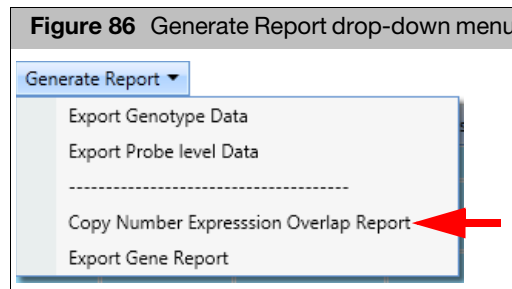 Figure 86 Generate Report drop-down menu
Generate Report
Export Genotype Data
Export Probe level Data
--------------------------------------
Copy Number Expresssion Overlap Report
Export Gene Report